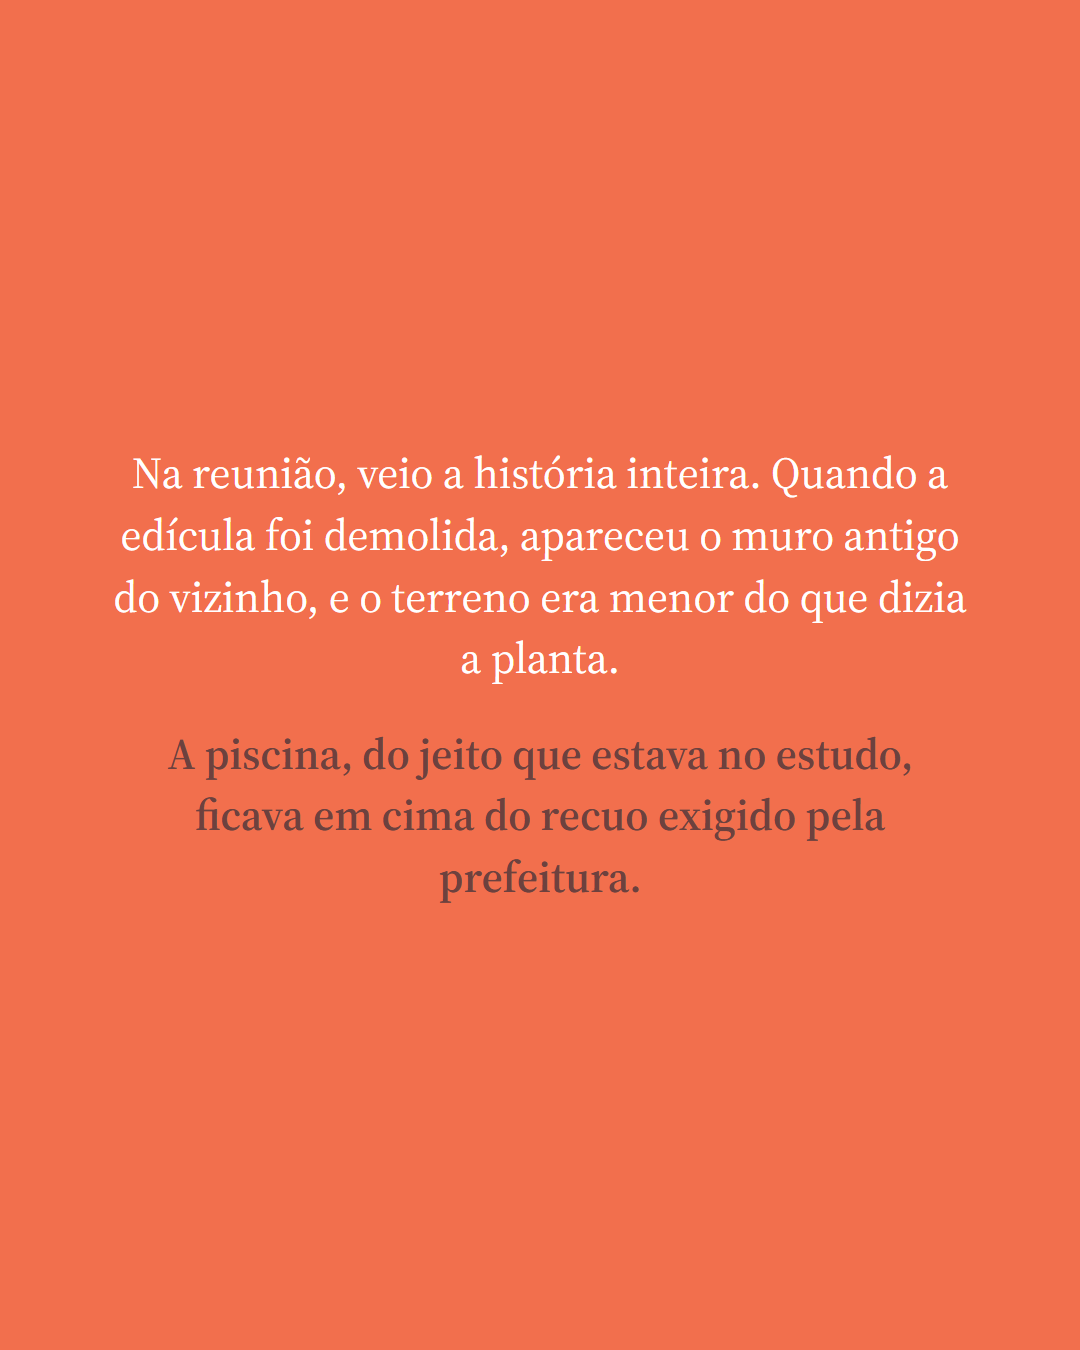 Na reunião, veio a história inteira. Quando a
edícula foi demolida, apareceu o muro antigo
do vizinho, e o terreno era menor do que dizia
a planta.
A piscina, do jeito que estava no estudo,
ficava em cima do recuo exigido pela
prefeitura.